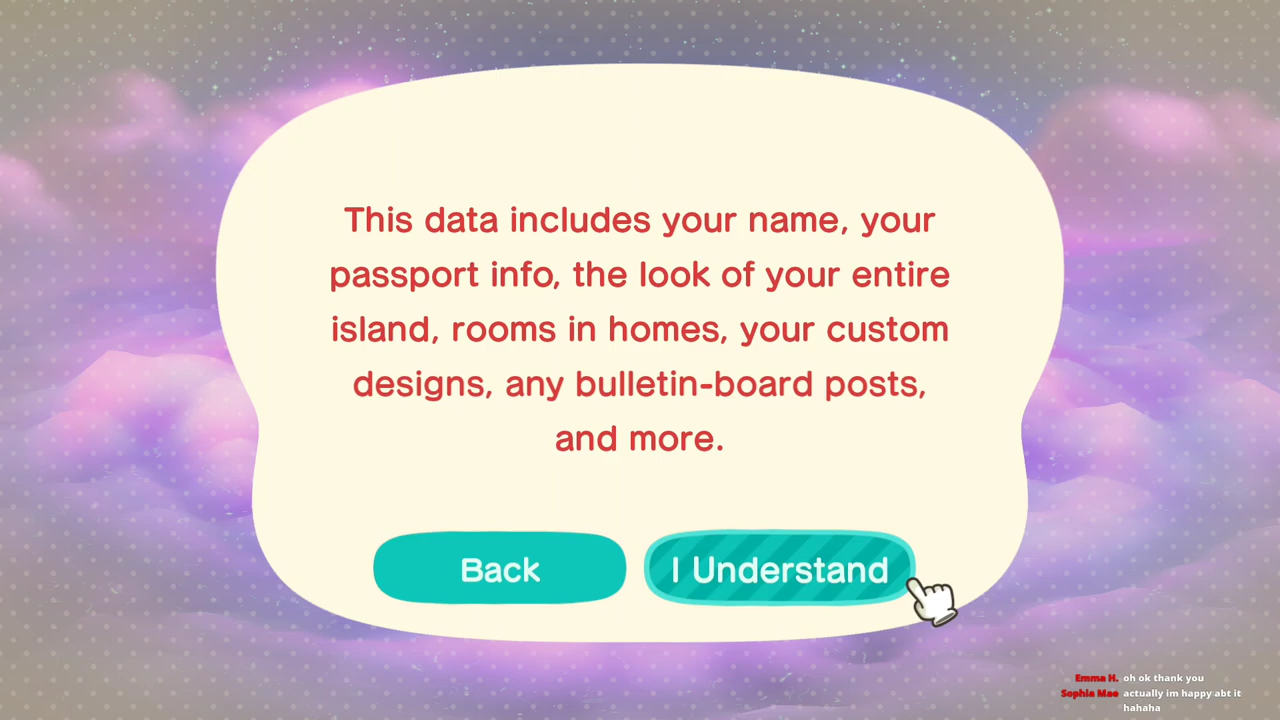 This data includes your name, your
passport info, the look of your entire
island, rooms in homes, your custom
designs, any bulletin-board posts,
and more.
Back
I Understand
Emma H. oh ok thank you
Sophia Mae actually im happy abt it
hahaha